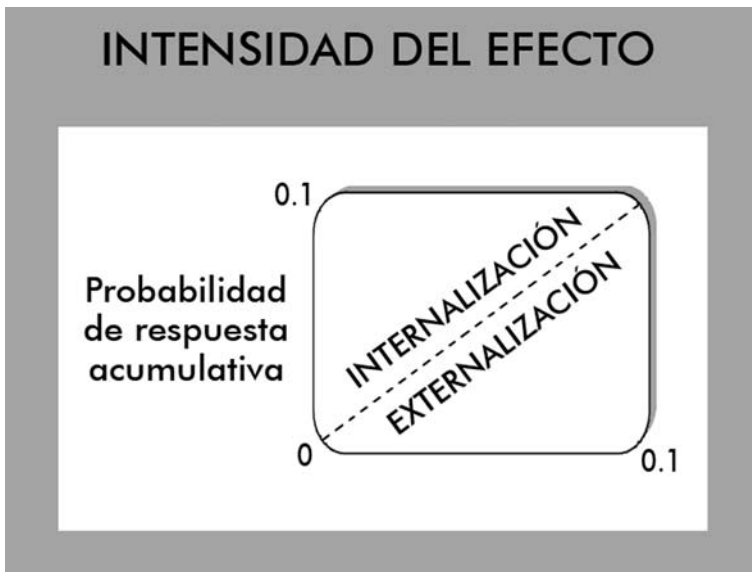 INTENSIDAD DEL EFECTO
0.1
Probabilidad
de respuesta
acumulativa
INTERNALIZACIÓN
EXTERNALIZACIÓN
0
0.1